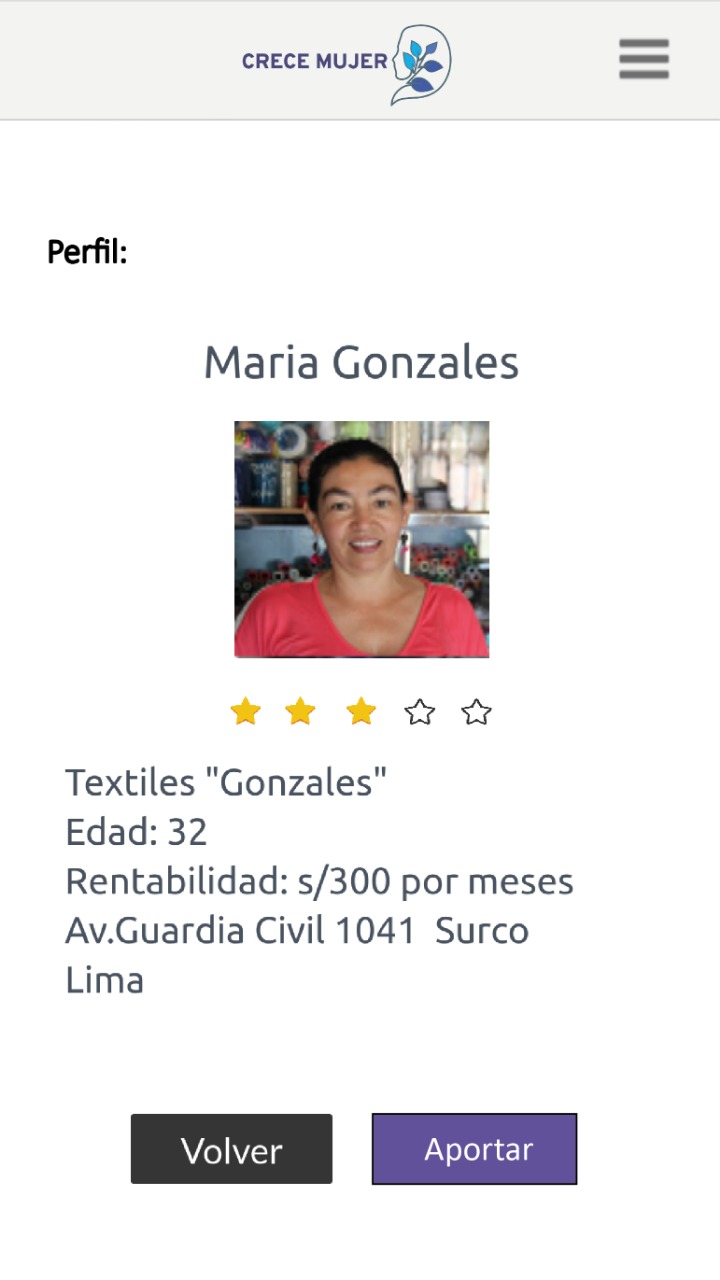 CRECE MUJER
Perfil:
Maria Gonzales
Textiles "Gonzales"
Edad: 32
Rentabilidad: s/300 por meses
Av.Guardia Civil 1041  Surco
Lima
Volver
Aportar